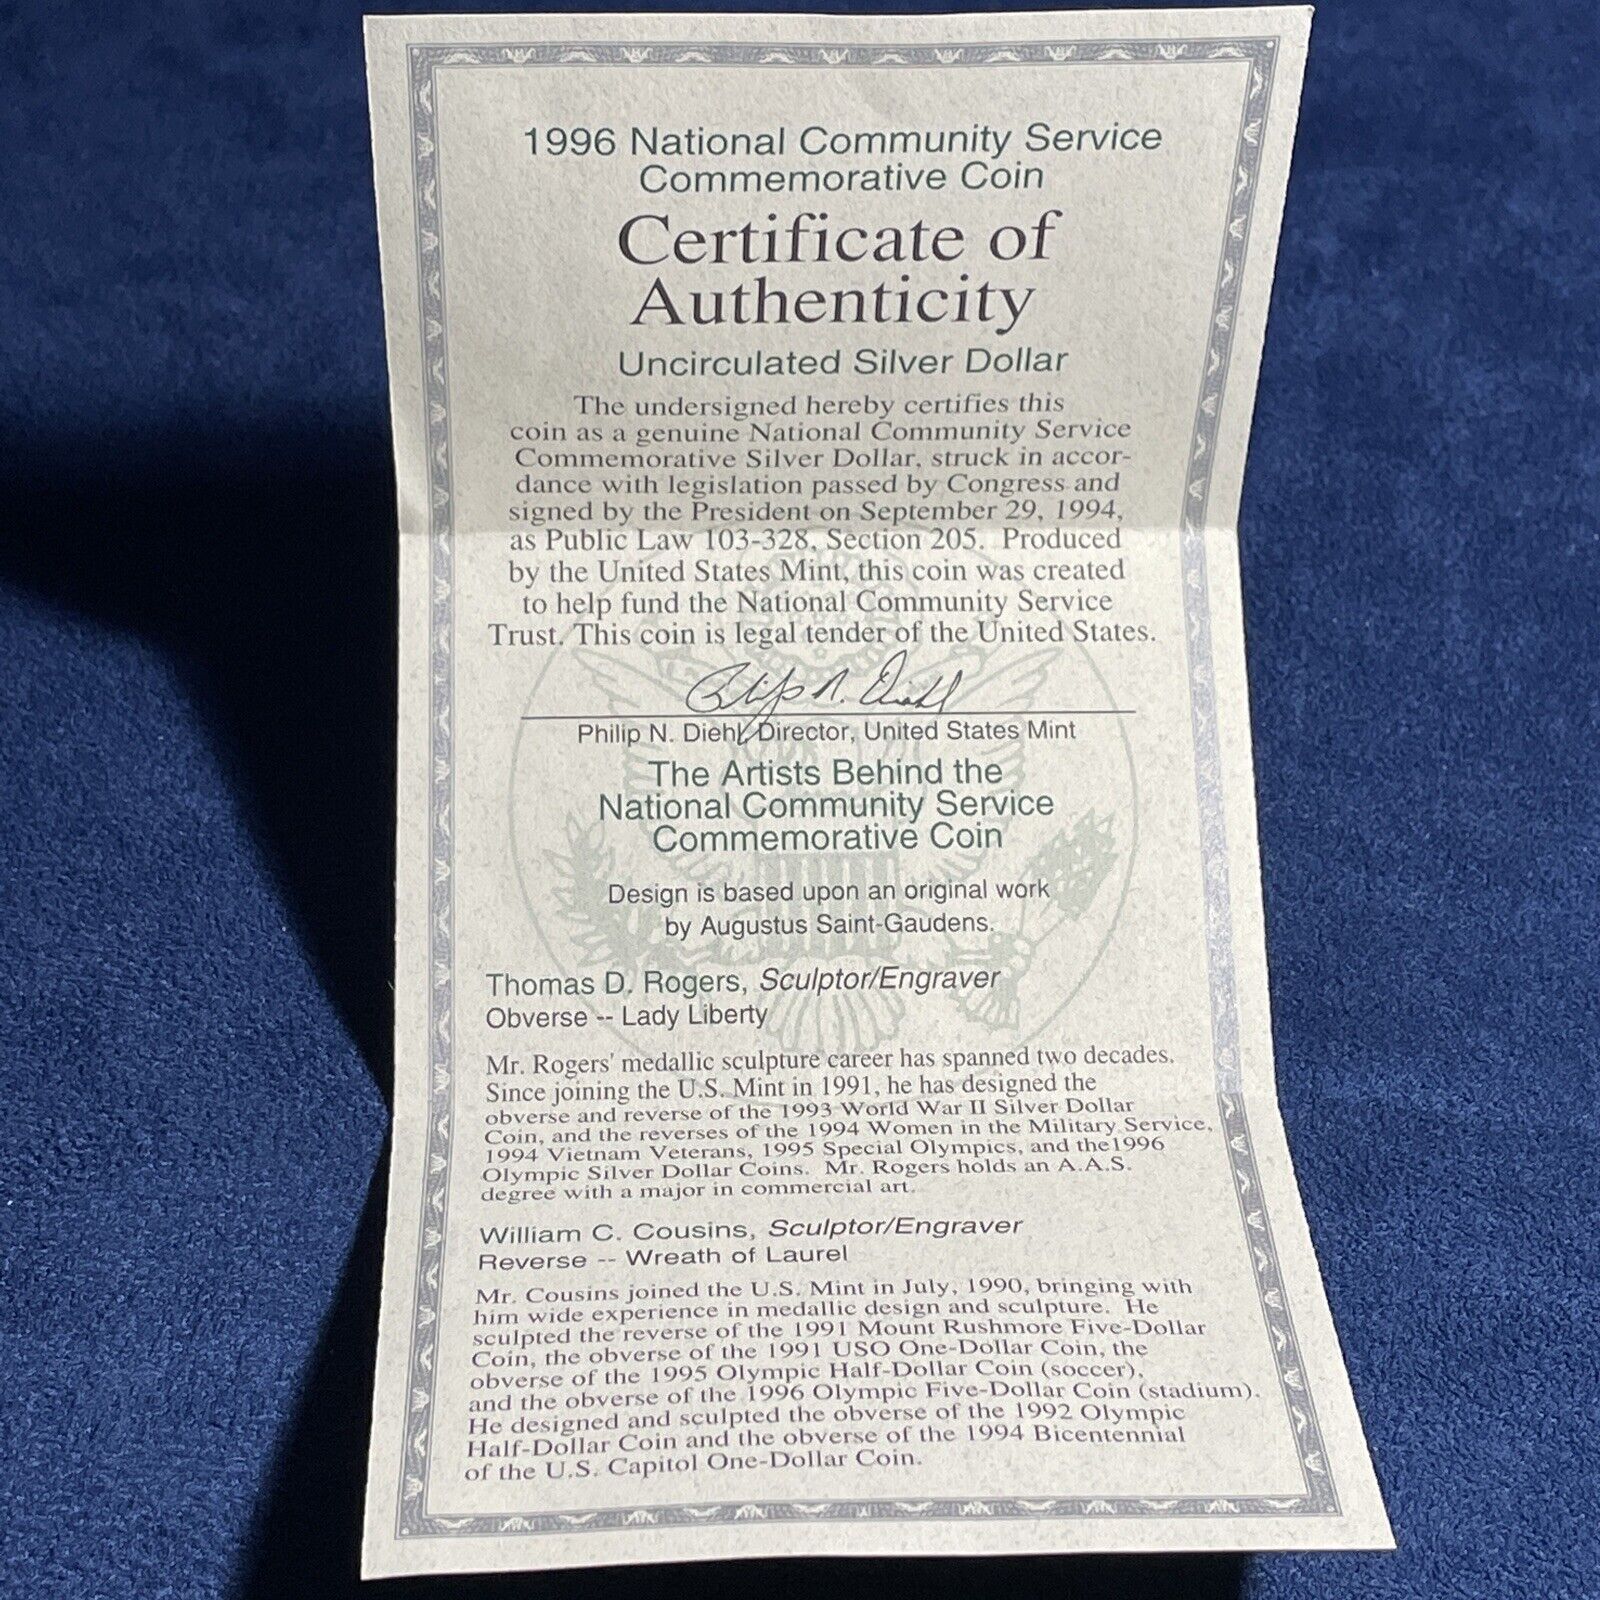 1996 National Community Service
Commemorative Coin
Certificate of
Authenticity
Uncirculated Silver Dollar
The undersigned hereby certifies this
coin as a genuine National Community Service
Commemorative Silver Dollar, struck in accor-
dance with legislation passed by Congress and
signed by the President on September 29, 1994,
as Public Law 103-328, Section 205. Produced
by the United States Mint, this coin was created
to help fund the National Community Service
Trust. This coin is legal tender of the United States.
Philip N. Diehl
Philip N. Diehl, Director, United States Mint
The Artists Behind the
National Community Service
Commemorative Coin
Design is based upon an original work
by Augustus Saint-Gaudens.
Thomas D. Rogers, Sculptor/Engraver
Obverse -- Lady Liberty
Mr. Rogers' medallic sculpture career has spanned two decades.
Since joining the U.S. Mint in 1991, he has designed the
obverse and reverse of the 1993 World War II Silver Dollar
Coin, and the reverses of the 1994 Women in the Military Service,
1994 Vietnam Veterans, 1995 Special Olympics, and the1996
Olympic Silver Dollar Coins. Mr. Rogers holds an A.A.S.
degree with a major in commercial art.
William C. Cousins, Sculptor/Engraver
Reverse -- Wreath of Laurel
Mr. Cousins joined the U.S. Mint in July, 1990, bringing with
him wide experience in medallic design and sculpture. He
sculpted the reverse of the 1991 Mount Rushmore Five-Dollar
Coin, the obverse of the 1991 USO One-Dollar Coin, the
obverse of the 1995 Olympic Half-Dollar Coin (soccer),
and the obverse of the 1996 Olympic Five-Dollar Coin (stadium).
He designed and sculpted the obverse of the 1992 Olympic
Half-Dollar Coin and the obverse of the 1994 Bicentennial
of the U.S. Capitol One-Dollar Coin.